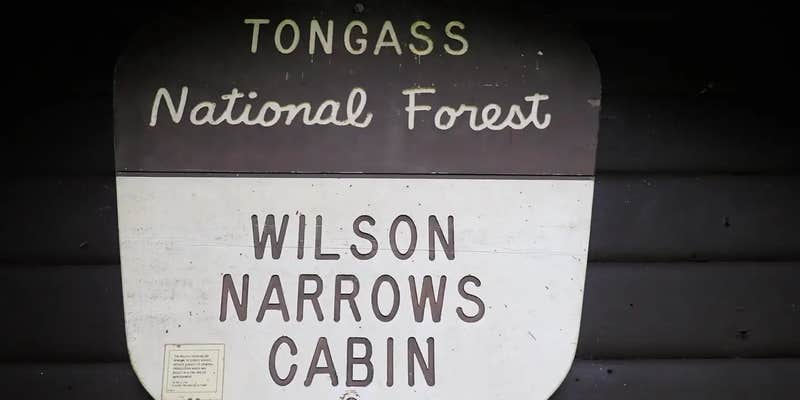 TONGASS
National Forest
WILSON
NARROWS
CABIN